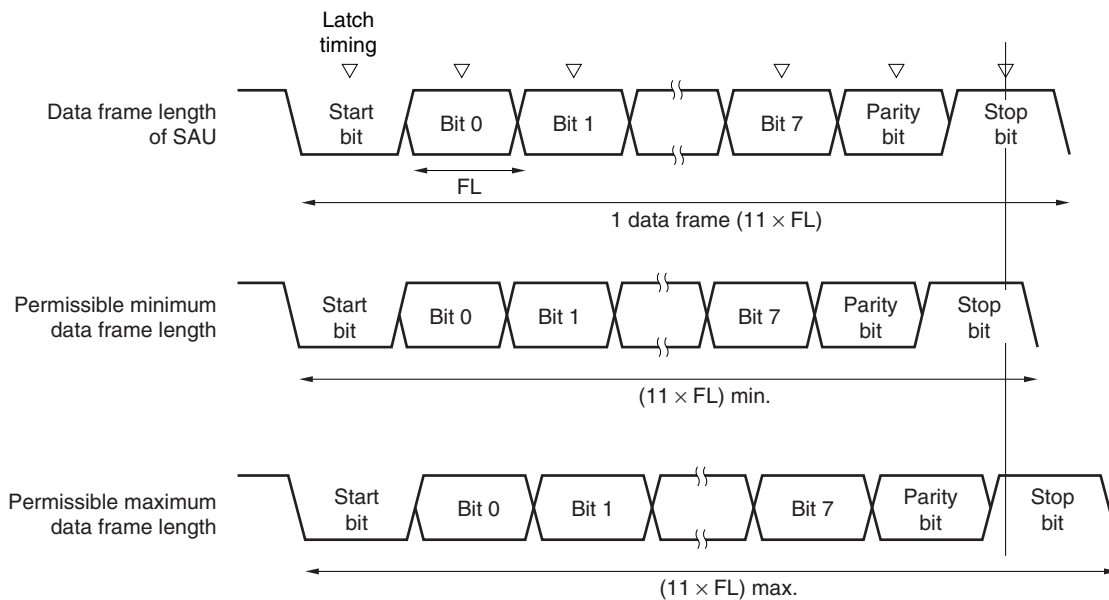 Latch
timing
Data frame length
of SAU
Start
bit
Bit 0
Bit 1
Bit 7
Parity
bit
Stop
bit
FL
1 data frame (11 × FL)
Permissible minimum
data frame length
Start
bit
Bit 0
Bit 1
Bit 7
Parity
bit
Stop
bit
(11 × FL) min.
Permissible maximum
data frame length
Start
bit
Bit 0
Bit 1
Bit 7
Parity
bit
Stop
bit
(11 × FL) max.